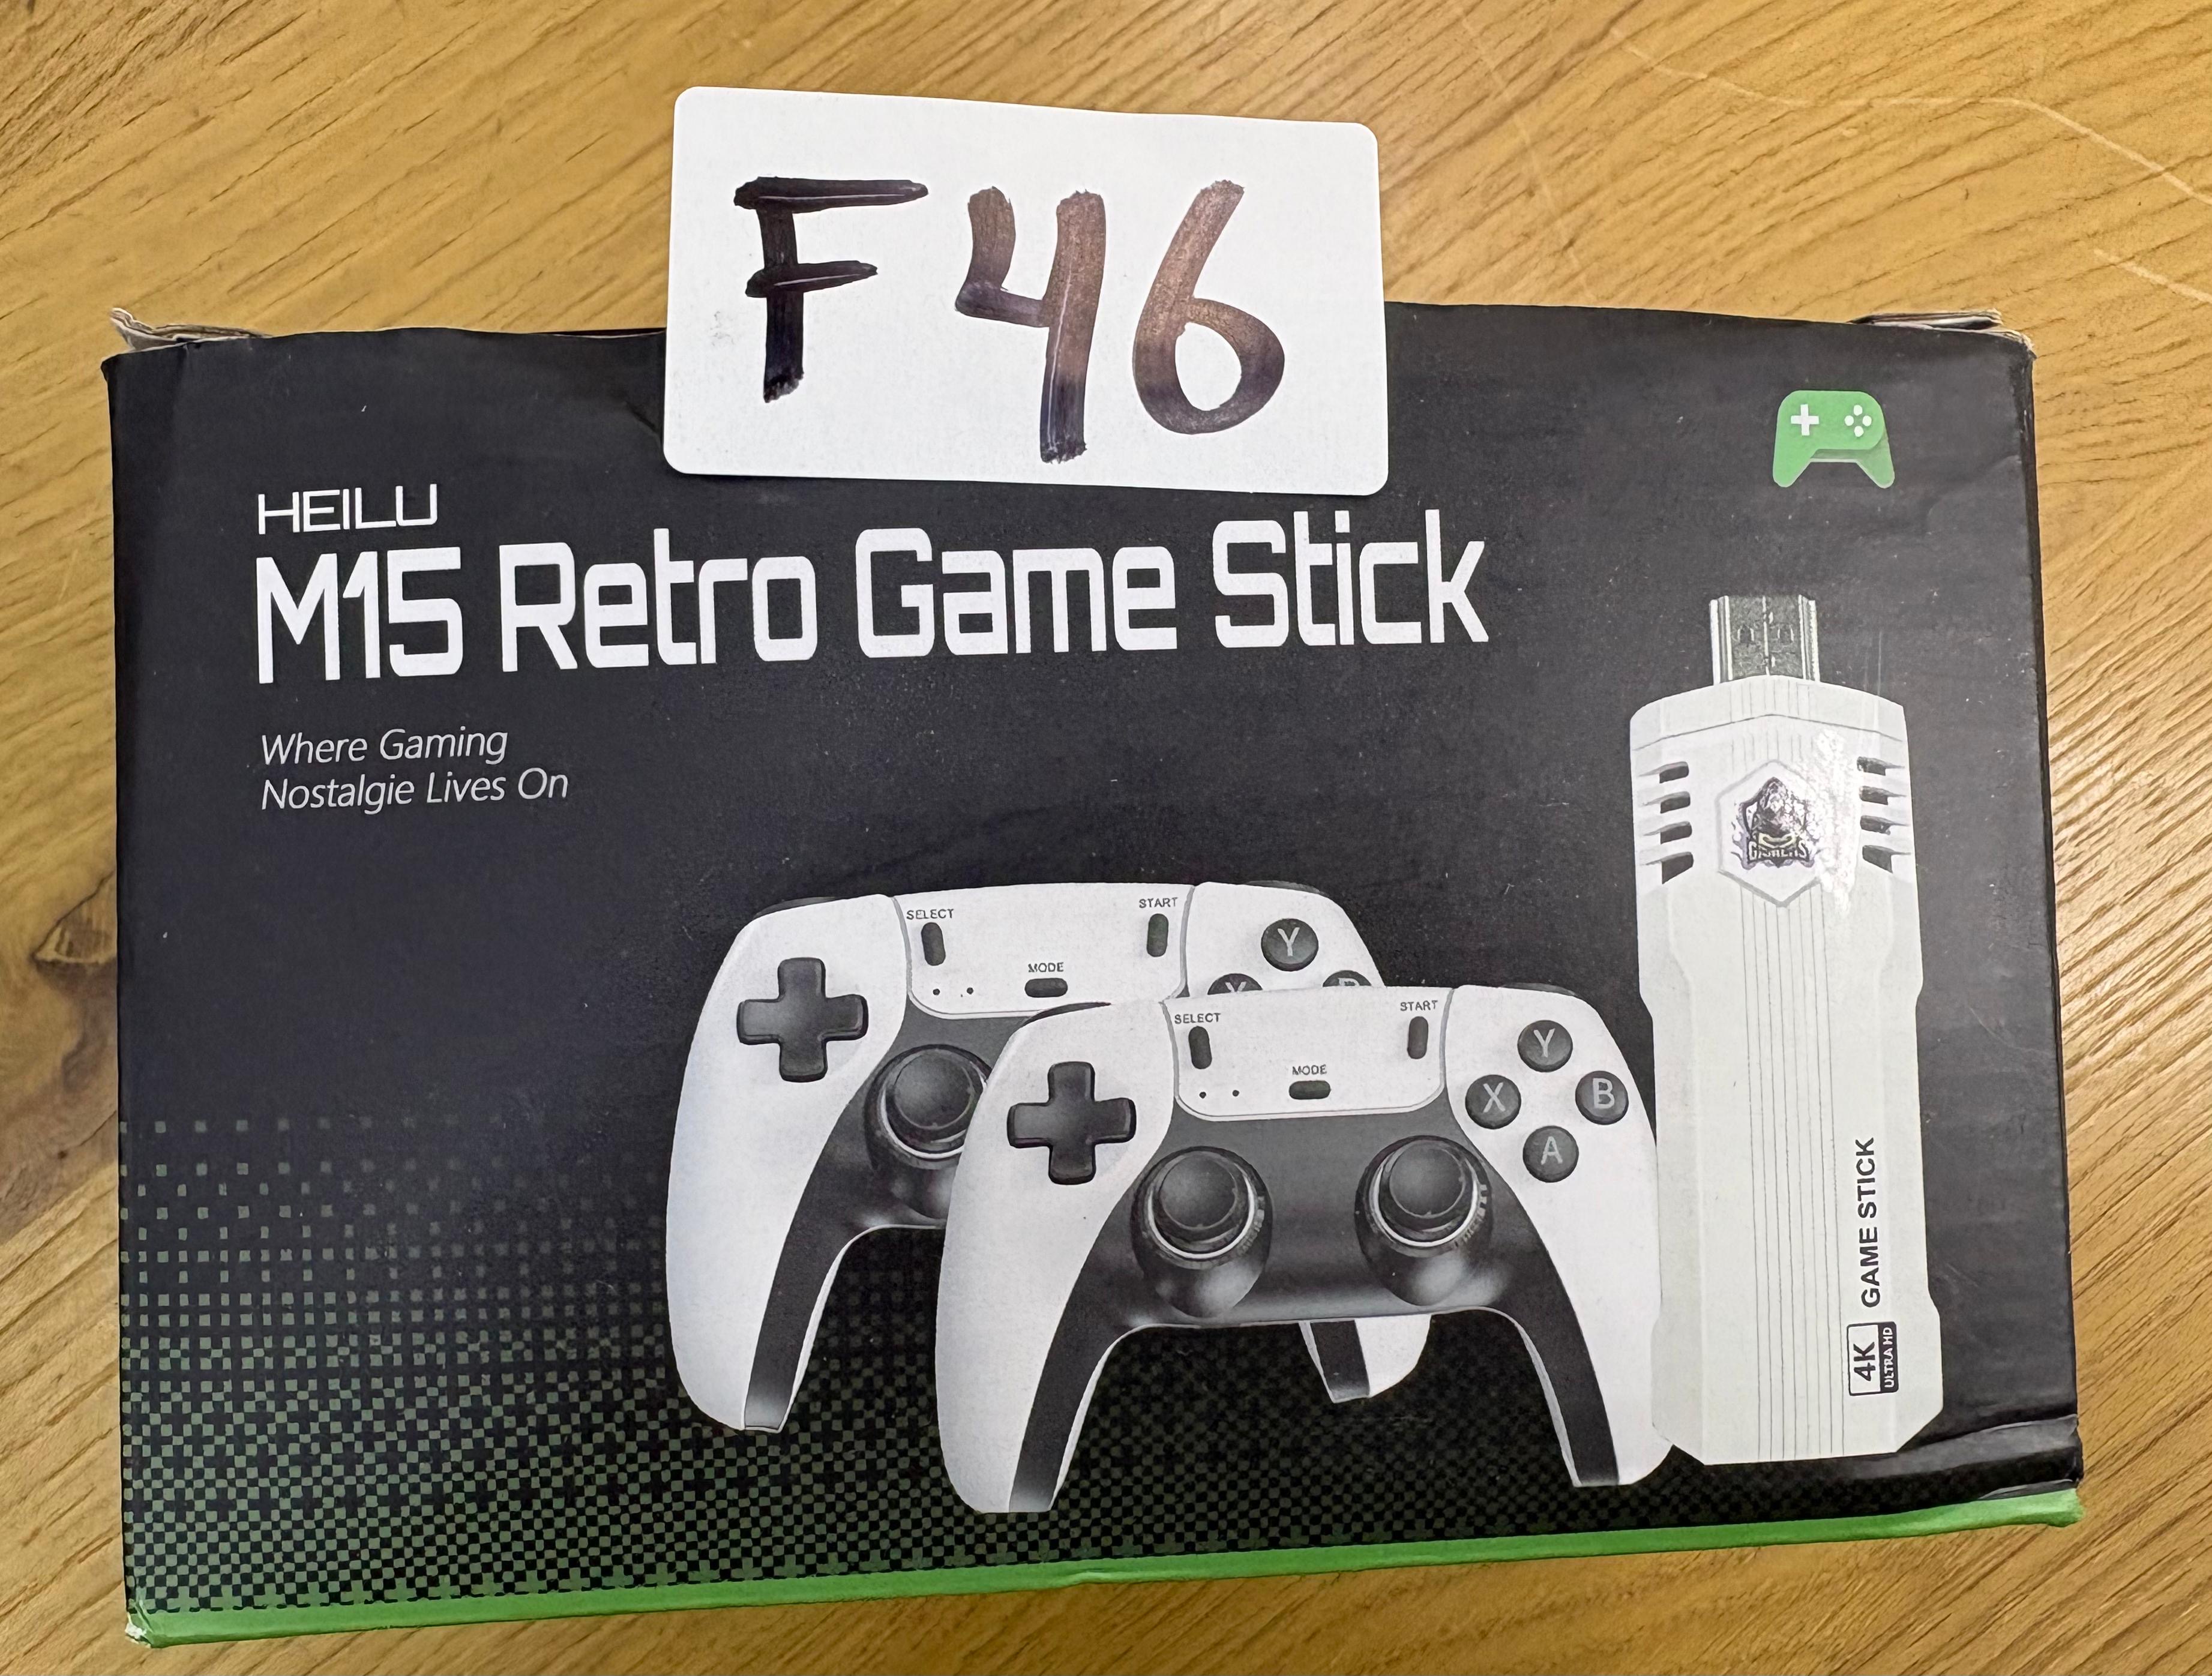 F46
HEILU
M15 Retro Game Stick
Where Gaming
Nostalgie Lives On
SELECT
START
MODE
Y
SELECT
START
MODE
Y
X
B
A
GAMERS
GAME STICK
4K
ULTRA HD